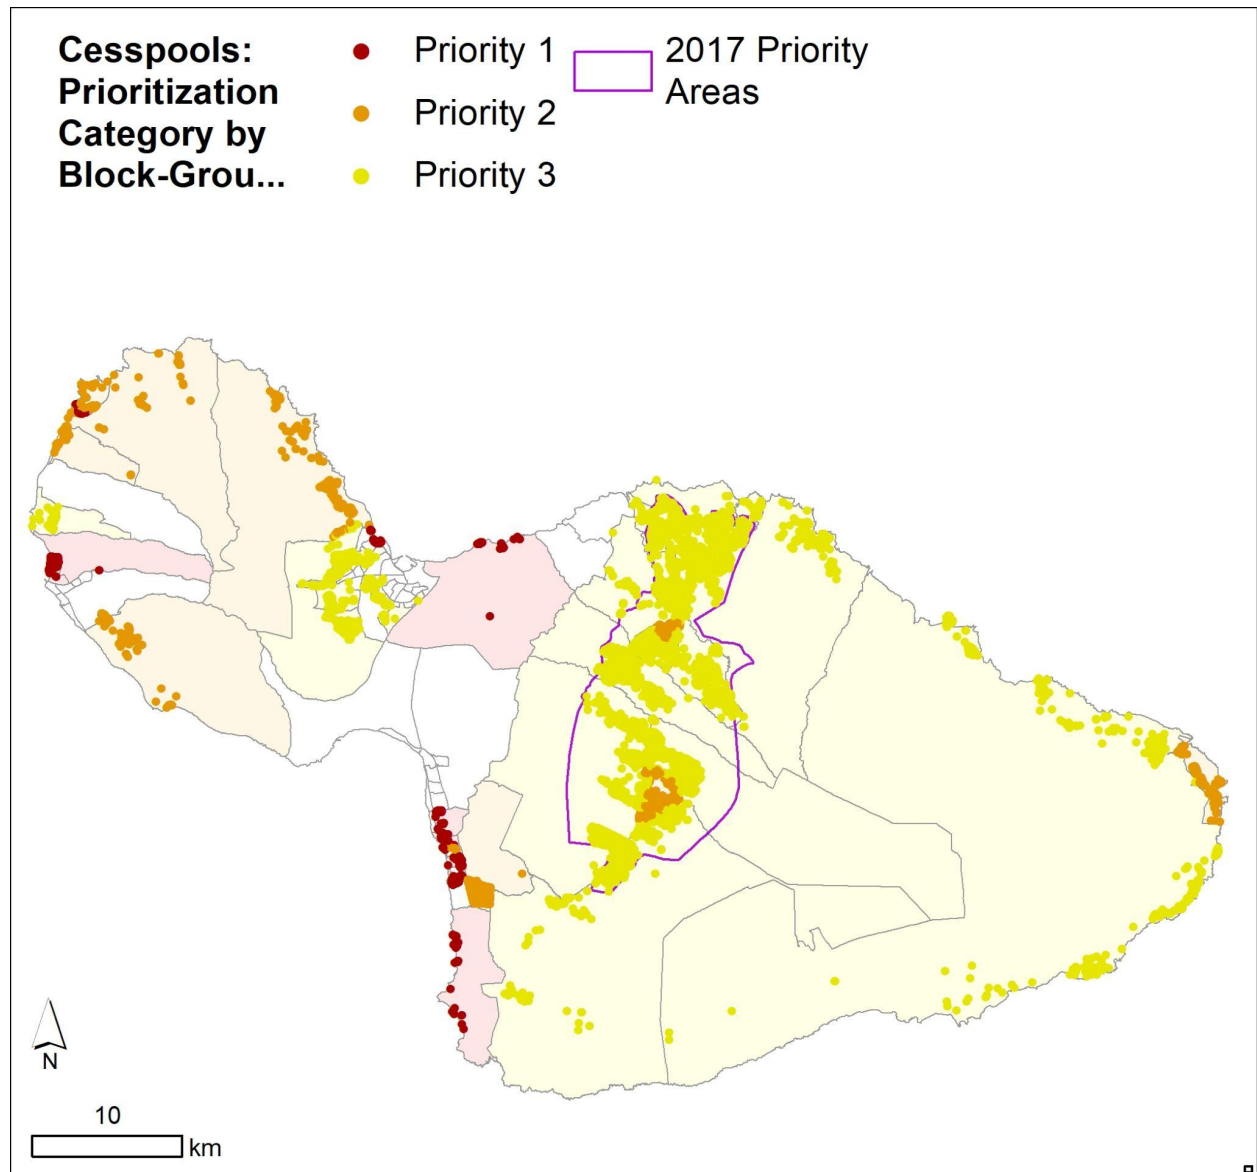 Cesspools:
Prioritization
Category by
Block-Grou...
Priority 1
Priority 2
Priority 3
2017 Priority
Areas
N
10
km